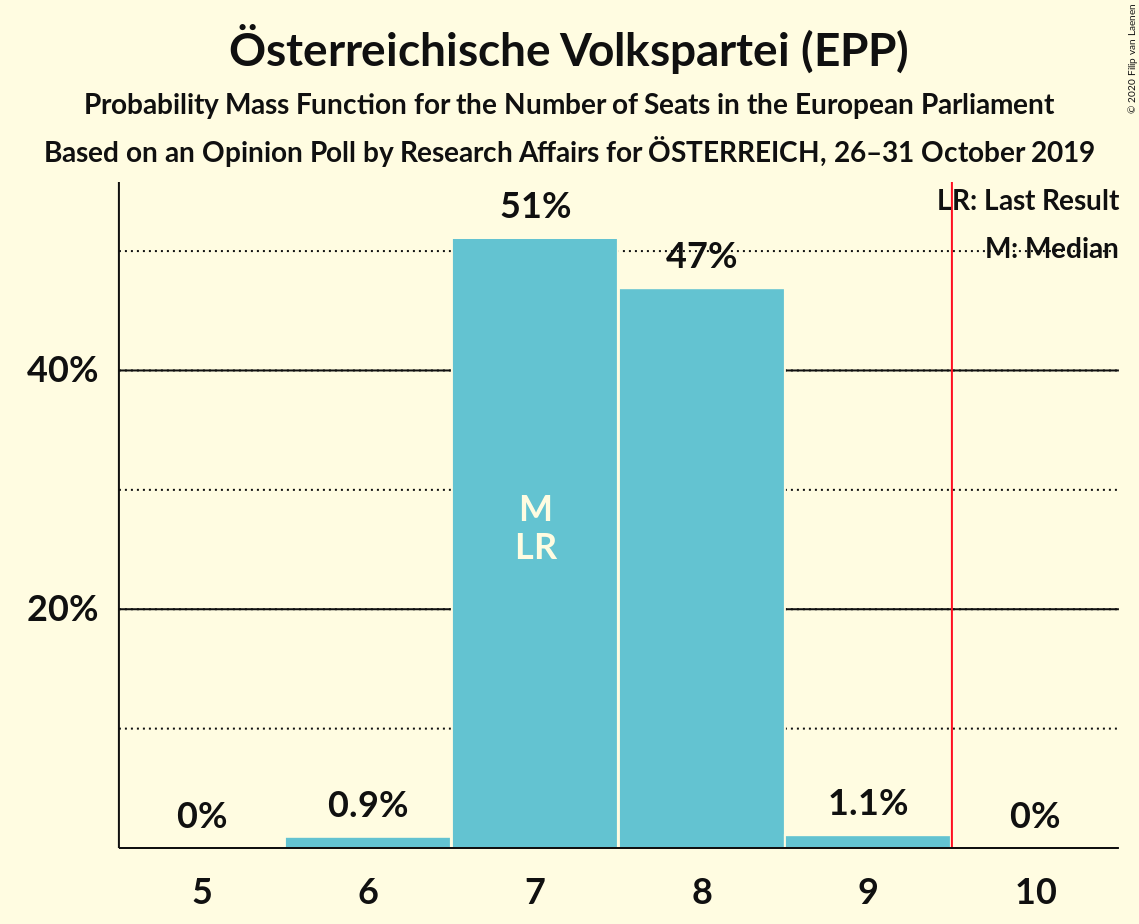 Österreichische Volkspartei (EPP)
Probability Mass Function for the Number of Seats in the European Parliament
Based on an Opinion Poll by Research Affairs for ÖSTERREICH, 26–31 October 2019
© 2020 Filip van Laenen
LR: Last Result
M: Median
51%
47%
40%
M
LR
20%
0%
0.9%
1.1%
0%
5 6 7 8 9 10